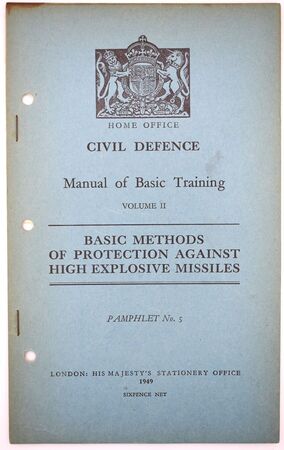 HOME OFFICE
CIVIL DEFENCE
Manual of Basic Training
VOLUME II
BASIC METHODS
OF PROTECTION AGAINST
HIGH EXPLOSIVE MISSILES
PAMPHLET No. 5
LONDON: HIS MAJESTY'S STATIONERY OFFICE
1949
SIXPENCE NET